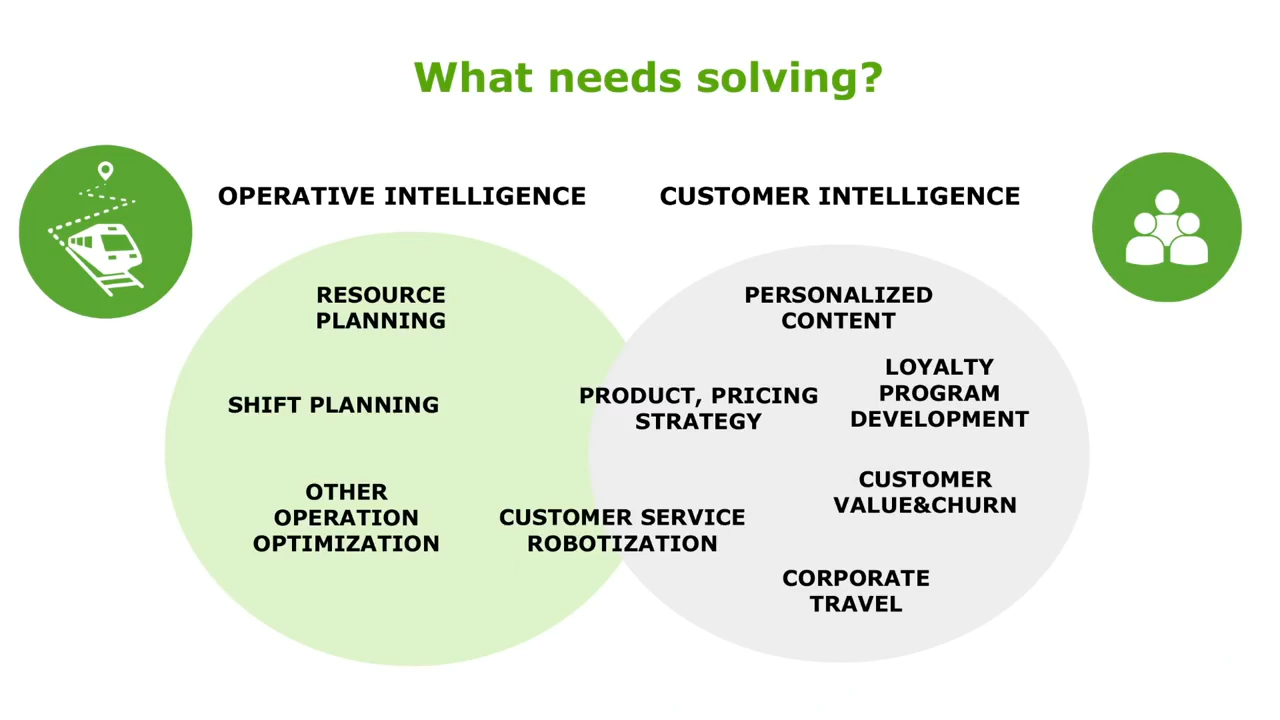 What needs solving?
OPERATIVE INTELLIGENCE
CUSTOMER INTELLIGENCE
RESOURCE
PLANNING
SHIFT PLANNING
OTHER
OPERATION
OPTIMIZATION
PRODUCT, PRICING
STRATEGY
CUSTOMER SERVICE
ROBOTIZATION
PERSONALIZED
CONTENT
LOYALTY
PROGRAM
DEVELOPMENT
CUSTOMER
VALUE&CHURN
CORPORATE
TRAVEL